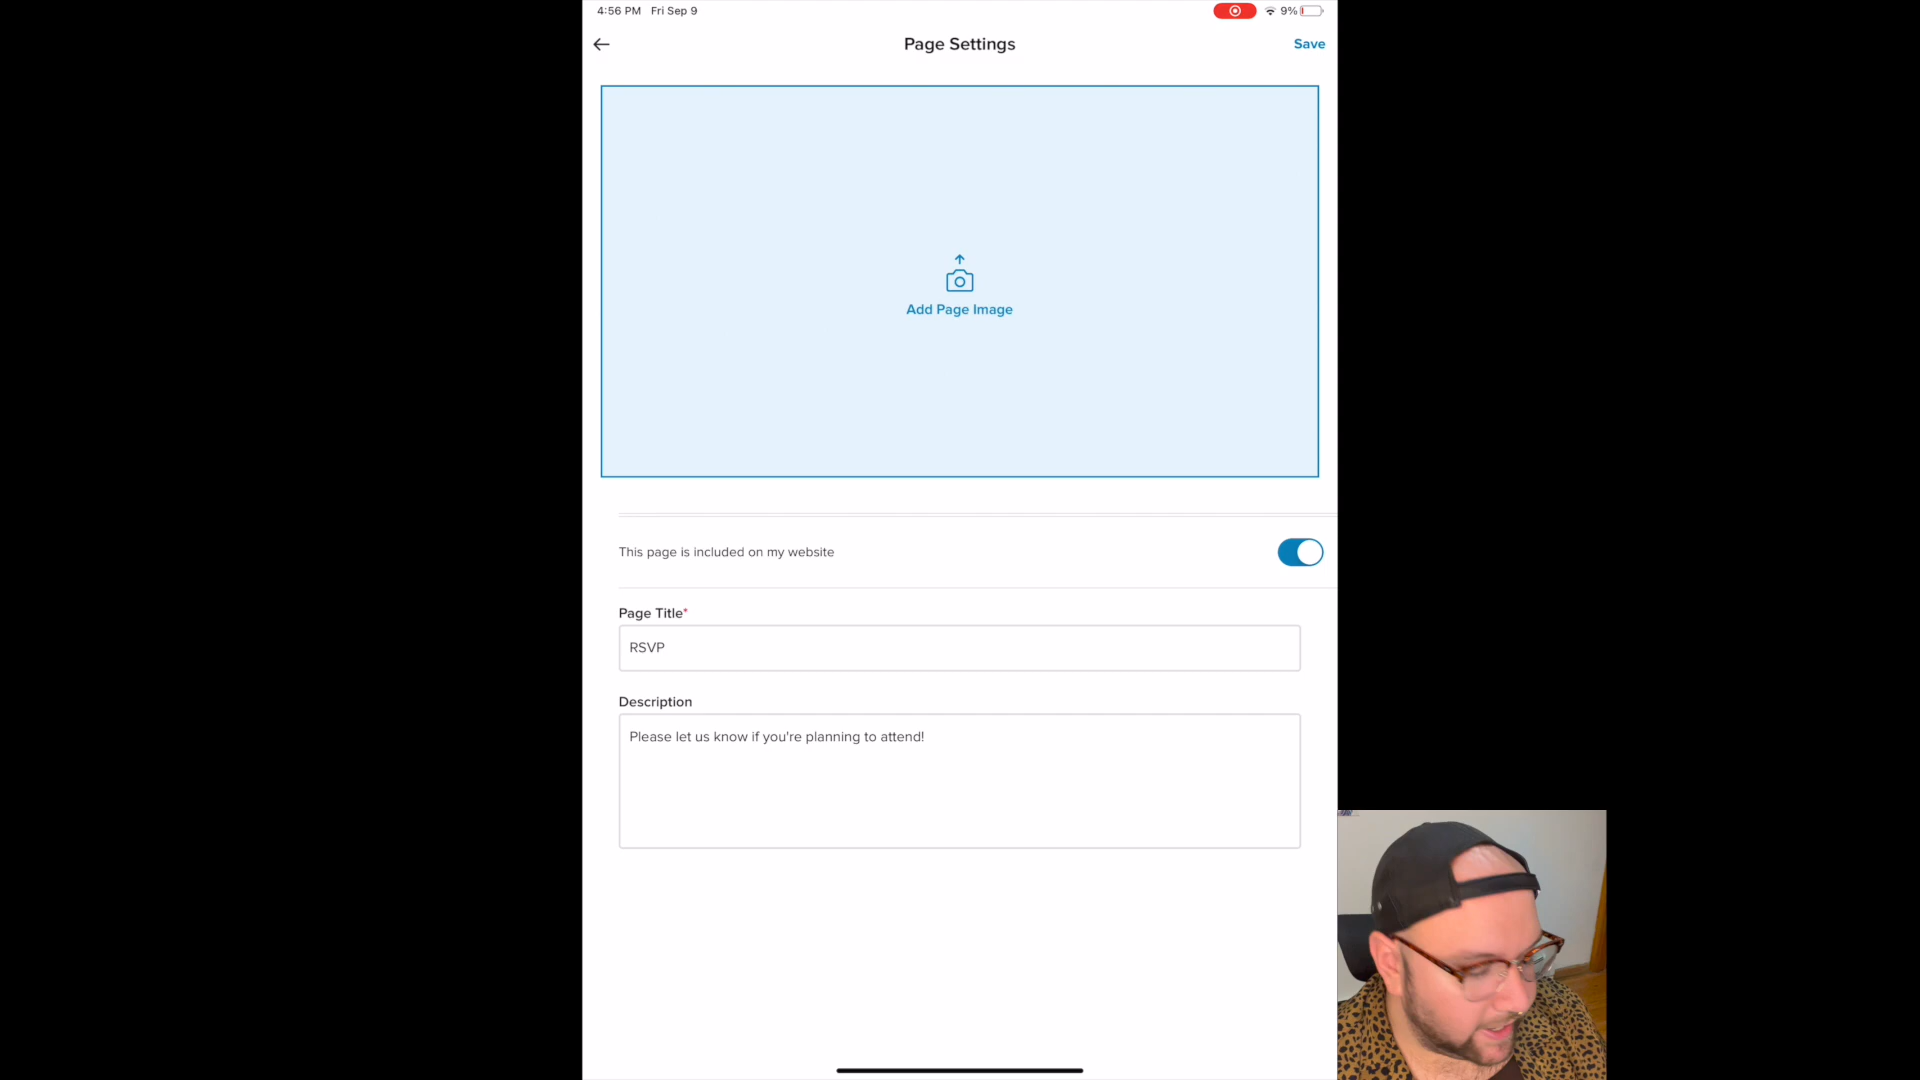 4:56 PM Fri Sep 9
9%
Page Settings
Save
Add Page Image
This page is included on my website
Page Title*
RSVP
Description
Please let us know if you're planning to attend!